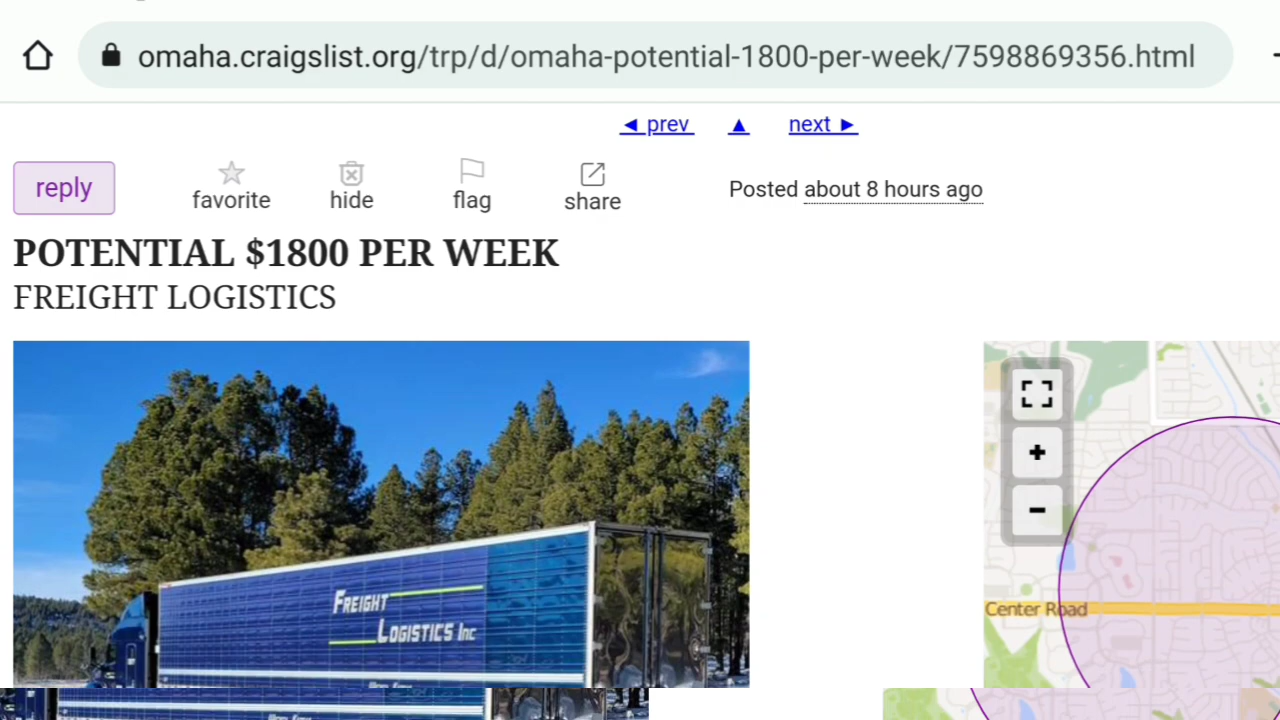 omaha.craigslist.org/trp/d/omaha-potential-1800-per-week/7598869356.html
◄ prev ▲ next ►
reply favorite hide flag share Posted about 8 hours ago
POTENTIAL $1800 PER WEEK
FREIGHT LOGISTICS
FREIGHT
LOGISTICS Inc
+
−
Center Road